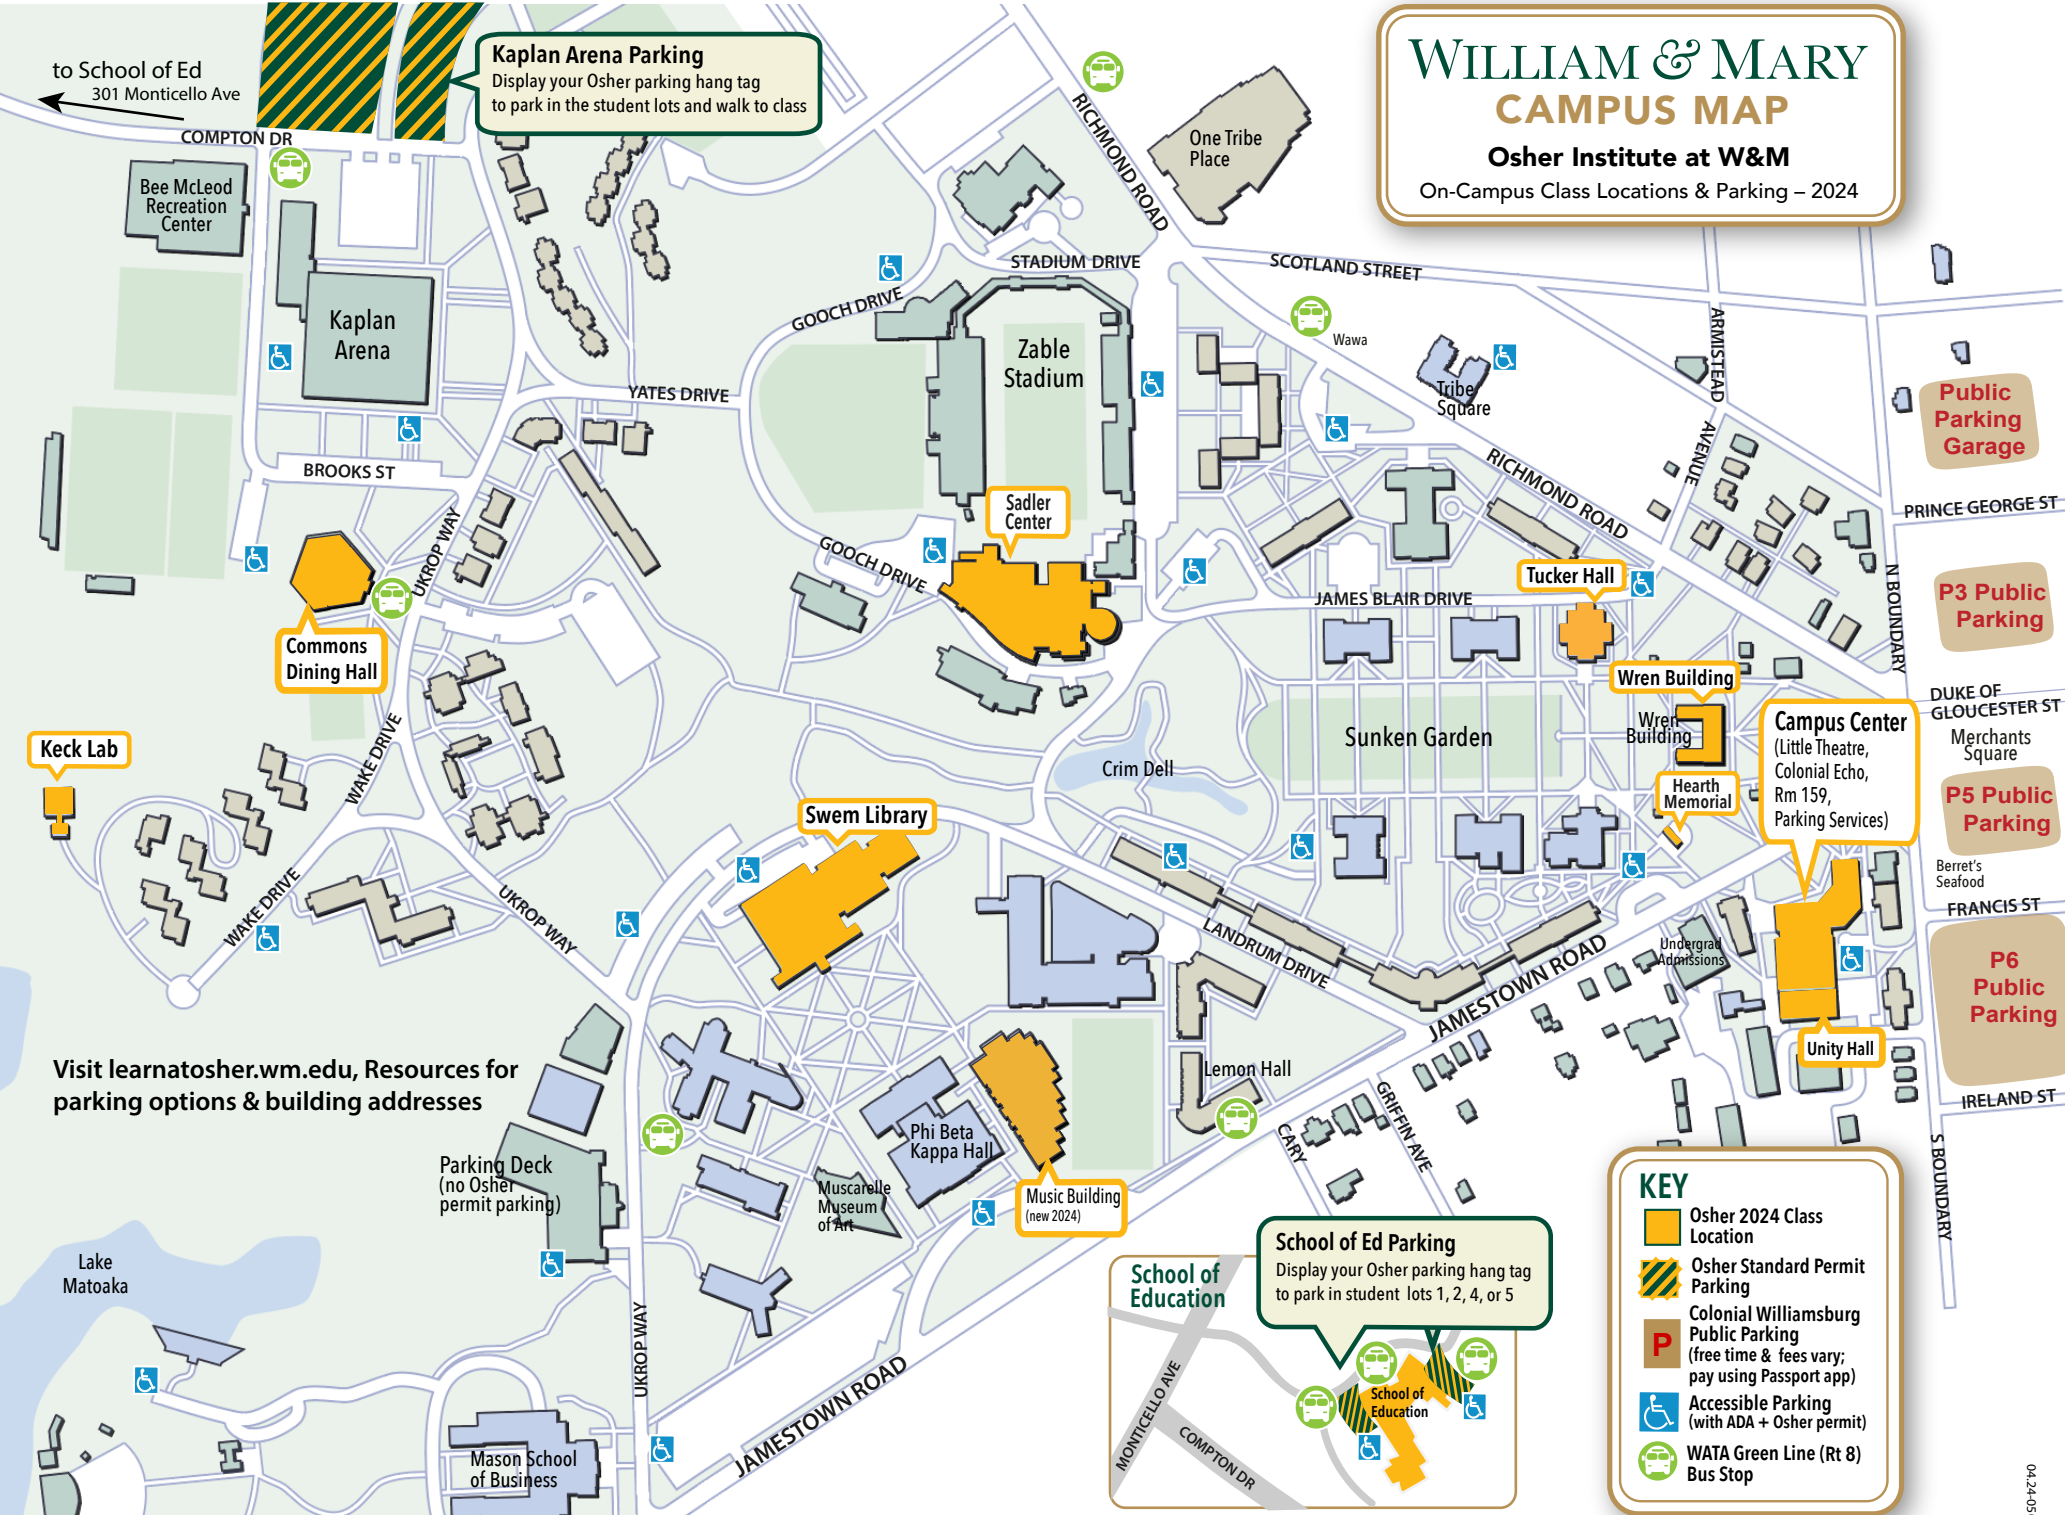 WILLIAM & MARY
CAMPUS MAP
Osher Institute at W&M
On-Campus Class Locations & Parking – 2024
to School of Ed
301 Monticello Ave
COMPTON DR
Kaplan Arena Parking
Display your Osher parking hang tag
to park in the student lots and walk to class
Bee McLeod
Recreation
Center
Kaplan
Arena
RICHMOND ROAD
One Tribe
Place
STADIUM DRIVE
SCOTLAND STREET
GOOCH DRIVE
Zable
Stadium
Wawa
Tribe
Square
ARMISTEAD
AVENUE
Public
Parking
Garage
YATES DRIVE
BROOKS ST
UKROP WAY
Sadler
Center
GOOCH DRIVE
RICHMOND ROAD
PRINCE GEORGE ST
N BOUNDARY
P3 Public
Parking
Tucker Hall
JAMES BLAIR DRIVE
Commons
Dining Hall
Wren Building
Wren
Building
DUKE OF
GLOUCESTER ST
Merchants
Square
Campus Center
(Little Theatre,
Colonial Echo,
Rm 159,
Parking Services)
Sunken Garden
Crim Dell
Keck Lab
WAKE DRIVE
Hearth
Memorial
P5 Public
Parking
Swem Library
Berret's
Seafood
FRANCIS ST
WAKE DRIVE
UKROP WAY
LANDRUM DRIVE
JAMESTOWN ROAD
Undergrad
Admissions
P6
Public
Parking
Unity Hall
IRELAND ST
Visit learnatosher.wm.edu, Resources for
parking options & building addresses
Lemon Hall
Phi Beta
Kappa Hall
GRIFFIN AVE
CARY
S BOUNDARY
Parking Deck
(no Osher
permit parking)
Muscarelle
Museum
of Art
Music Building
(new 2024)
Lake
Matoaka
UKROP WAY
JAMESTOWN ROAD
Mason School
of Business
School of
Education
School of Ed Parking
Display your Osher parking hang tag
to park in student lots 1, 2, 4, or 5
MONTICELLO AVE
COMPTON DR
School of
Education
KEY
Osher 2024 Class
Location
Osher Standard Permit
Parking
P
Colonial Williamsburg
Public Parking
(free time & fees vary;
pay using Passport app)
Accessible Parking
(with ADA + Osher permit)
WATA Green Line (Rt 8)
Bus Stop